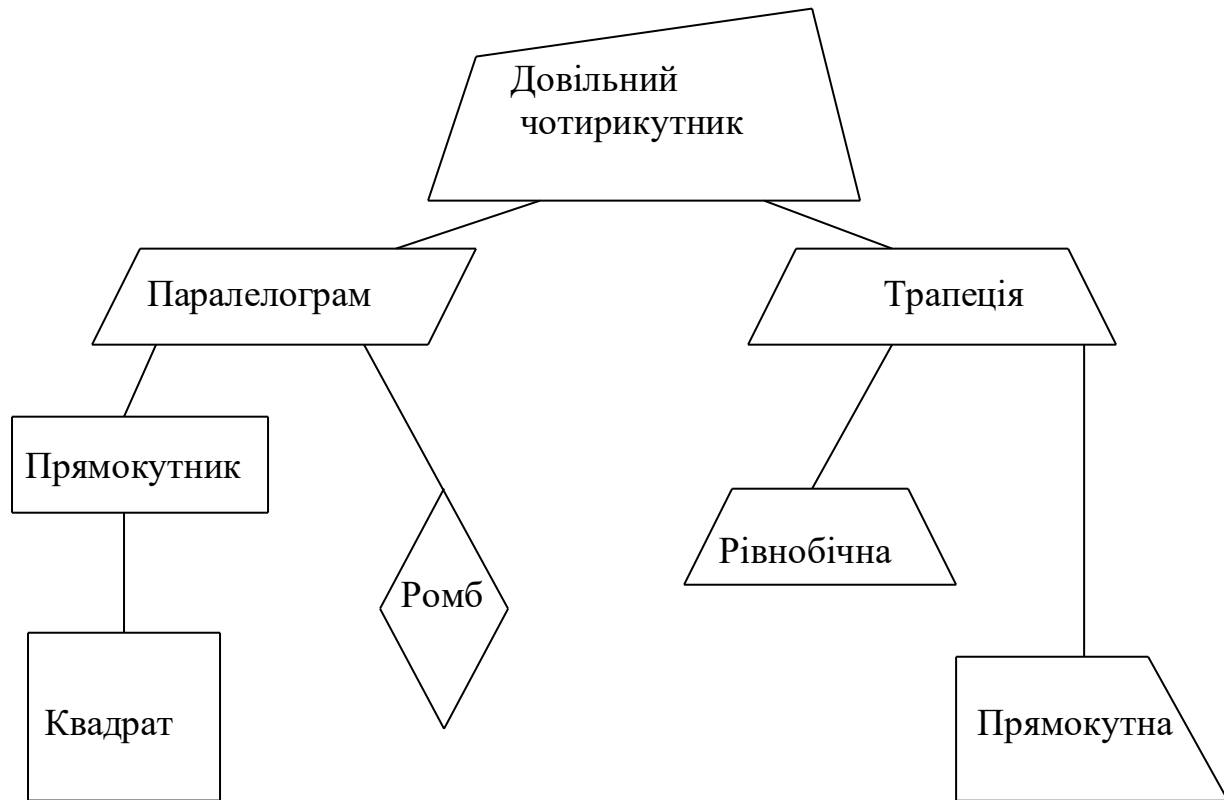 Довільний
чотирикутник
Паралелограм
Трапеція
Прямокутник
Рівнобічна
Ромб
Квадрат
Прямокутна